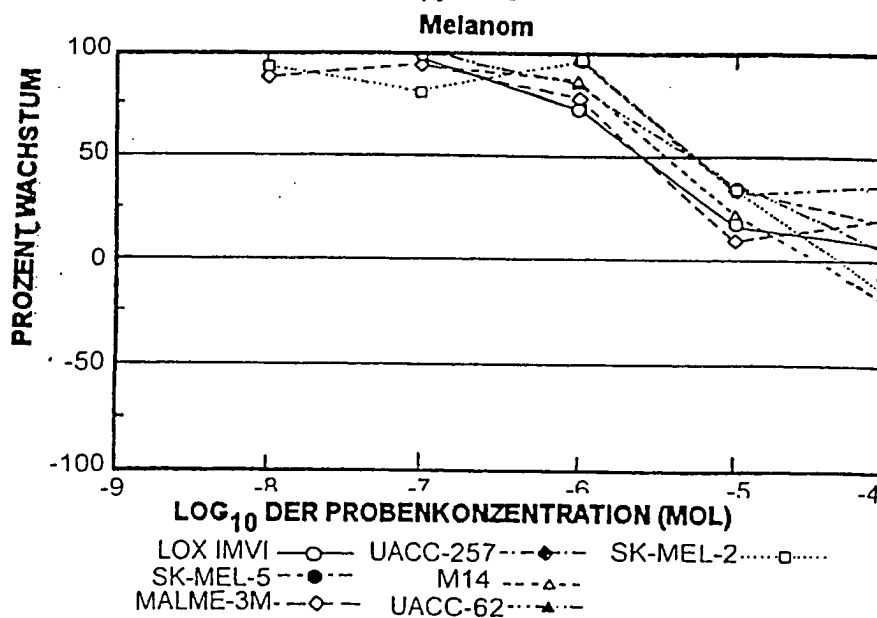 Melanom
100
50
0
-50
-100
PROZENT WACHSTUM
-9 -8 -7 -6 -5 -4
LOG10 DER PROBENKONZENTRATION (MOL)
LOX IMVI UACC-257 SK-MEL-2
SK-MEL-5 M14
MALME-3M UACC-62